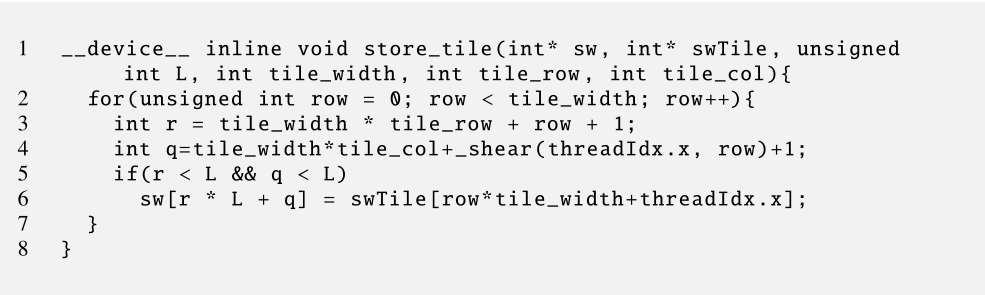 1 __device__ inline void store_tile(int* sw, int* swTile, unsigned
int L, int tile_width, int tile_row, int tile_col){
2 for(unsigned int row = 0; row < tile_width; row++){
3 int r = tile_width * tile_row + row + 1;
4 int q=tile_width*tile_col+_shear(threadIdx.x, row)+1;
5 if(r < L && q < L)
6 sw[r * L + q] = swTile[row*tile_width+threadIdx.x];
7 }
8 }